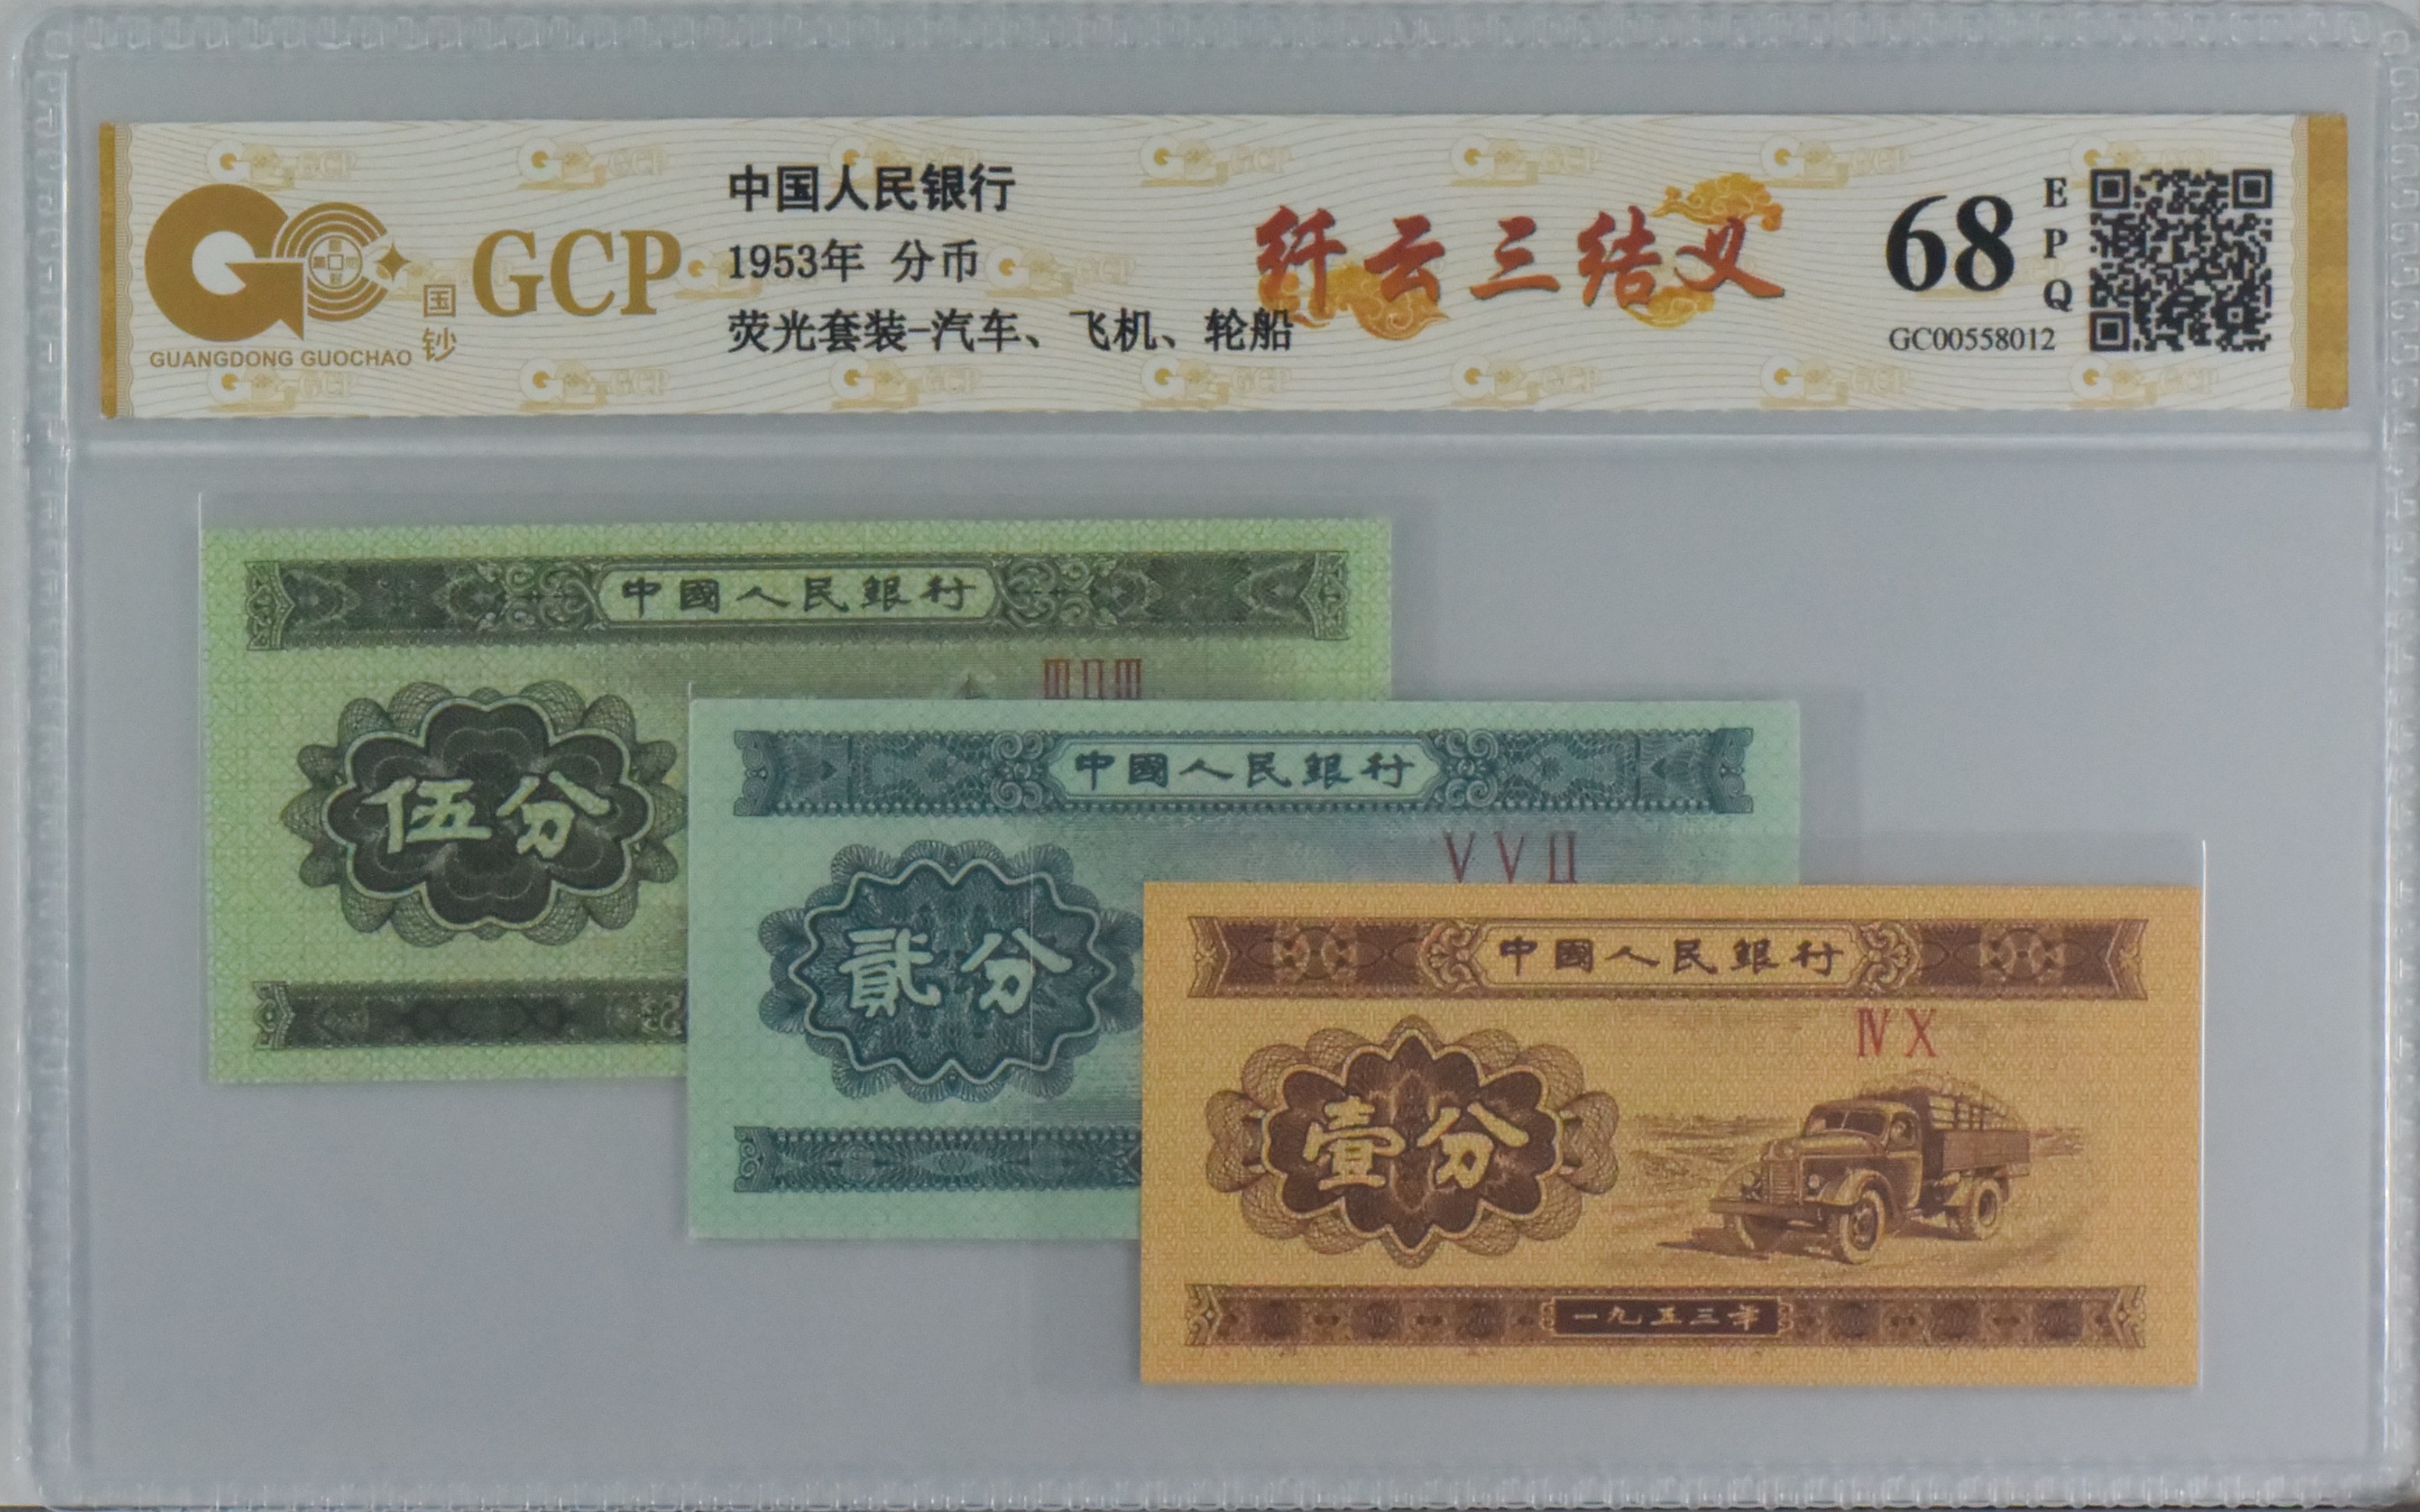 GCP
国钞
GUANGDONG GUOCHAO
中国人民银行
1953年 分币
荧光套装-汽车、飞机、轮船
纤云三结义
68
EPQ
GC00558012
中國人民銀行
ⅢⅡⅢ
伍分
中國人民銀行
ⅤⅤⅡ
貳分
中國人民銀行
ⅣⅩ
壹分
一九五三年